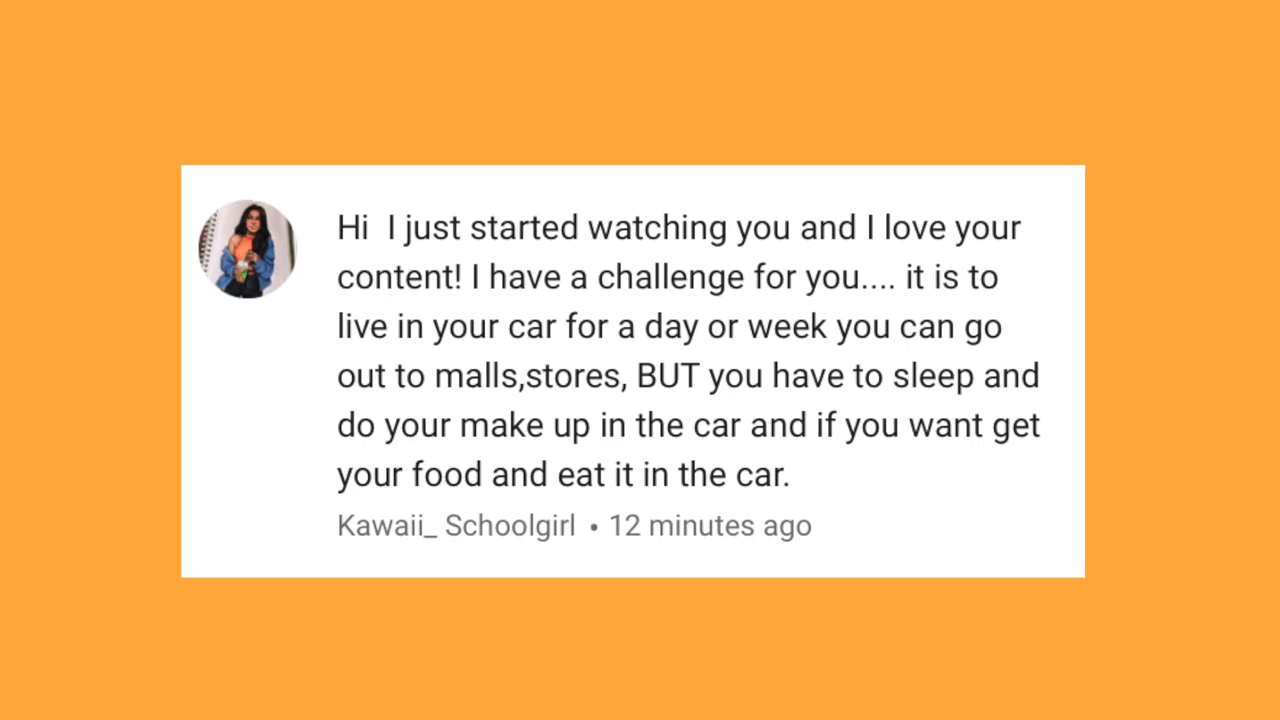 Hi  I just started watching you and I love your
content! I have a challenge for you.... it is to
live in your car for a day or week you can go
out to malls,stores, BUT you have to sleep and
do your make up in the car and if you want get
your food and eat it in the car.
Kawaii_ Schoolgirl • 12 minutes ago